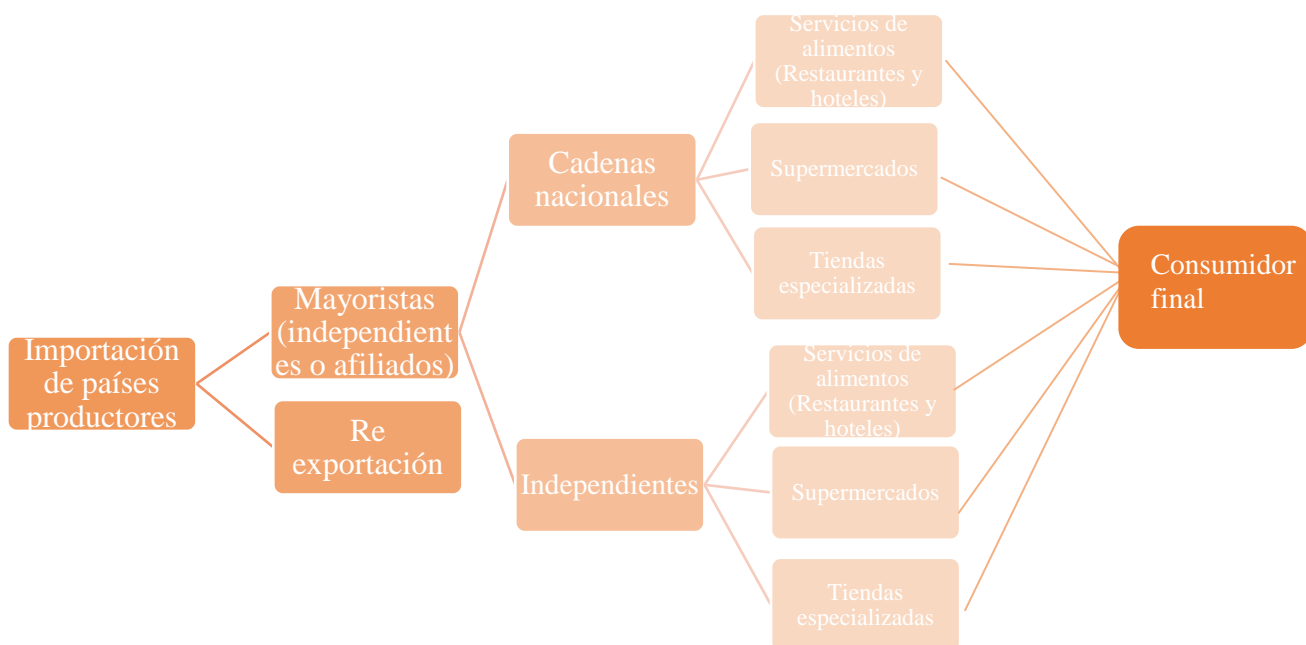 Importación
de países
productores
Mayoristas
(independient
es o afiliados)
Re
exportación
Cadenas
nacionales
Independientes
Servicios de
alimentos
(Restaurantes y
hoteles)
Supermercados
Tiendas
especializadas
Servicios de
alimentos
(Restaurantes y
hoteles)
Supermercados
Tiendas
especializadas
Consumidor
final